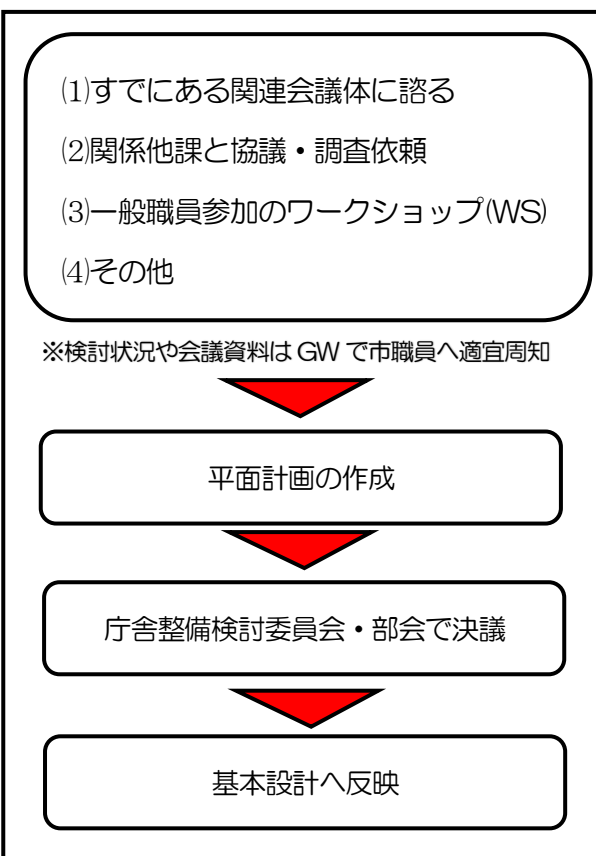 ⑴すでにある関連会議体に諮る
⑵関係他課と協議・調査依頼
⑶一般職員参加のワークショップ(WS)
⑷その他
※検討状況や会議資料は GW で市職員へ適宜周知
平面計画の作成
庁舎整備検討委員会・部会で決議
基本設計へ反映